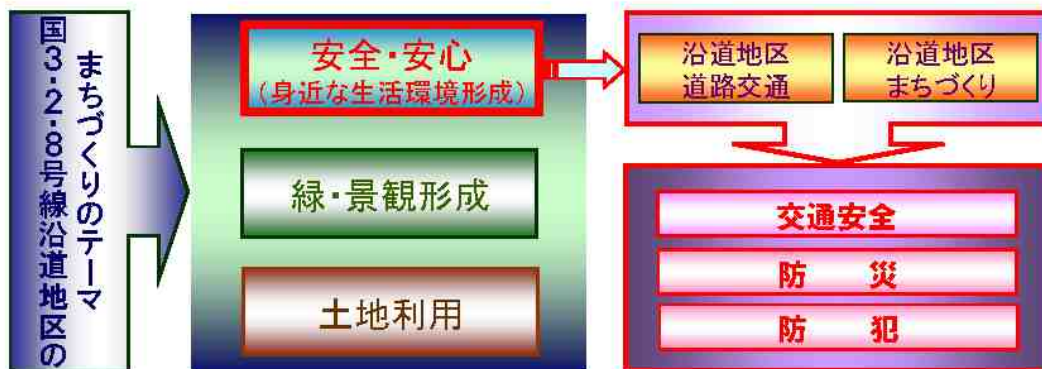 国3・2・8号線沿道地区の
まちづくりのテーマ
安全・安心
（身近な生活環境形成）
緑・景観形成
土地利用
沿道地区
道路交通
沿道地区
まちづくり
交通安全
防　　災
防　　犯